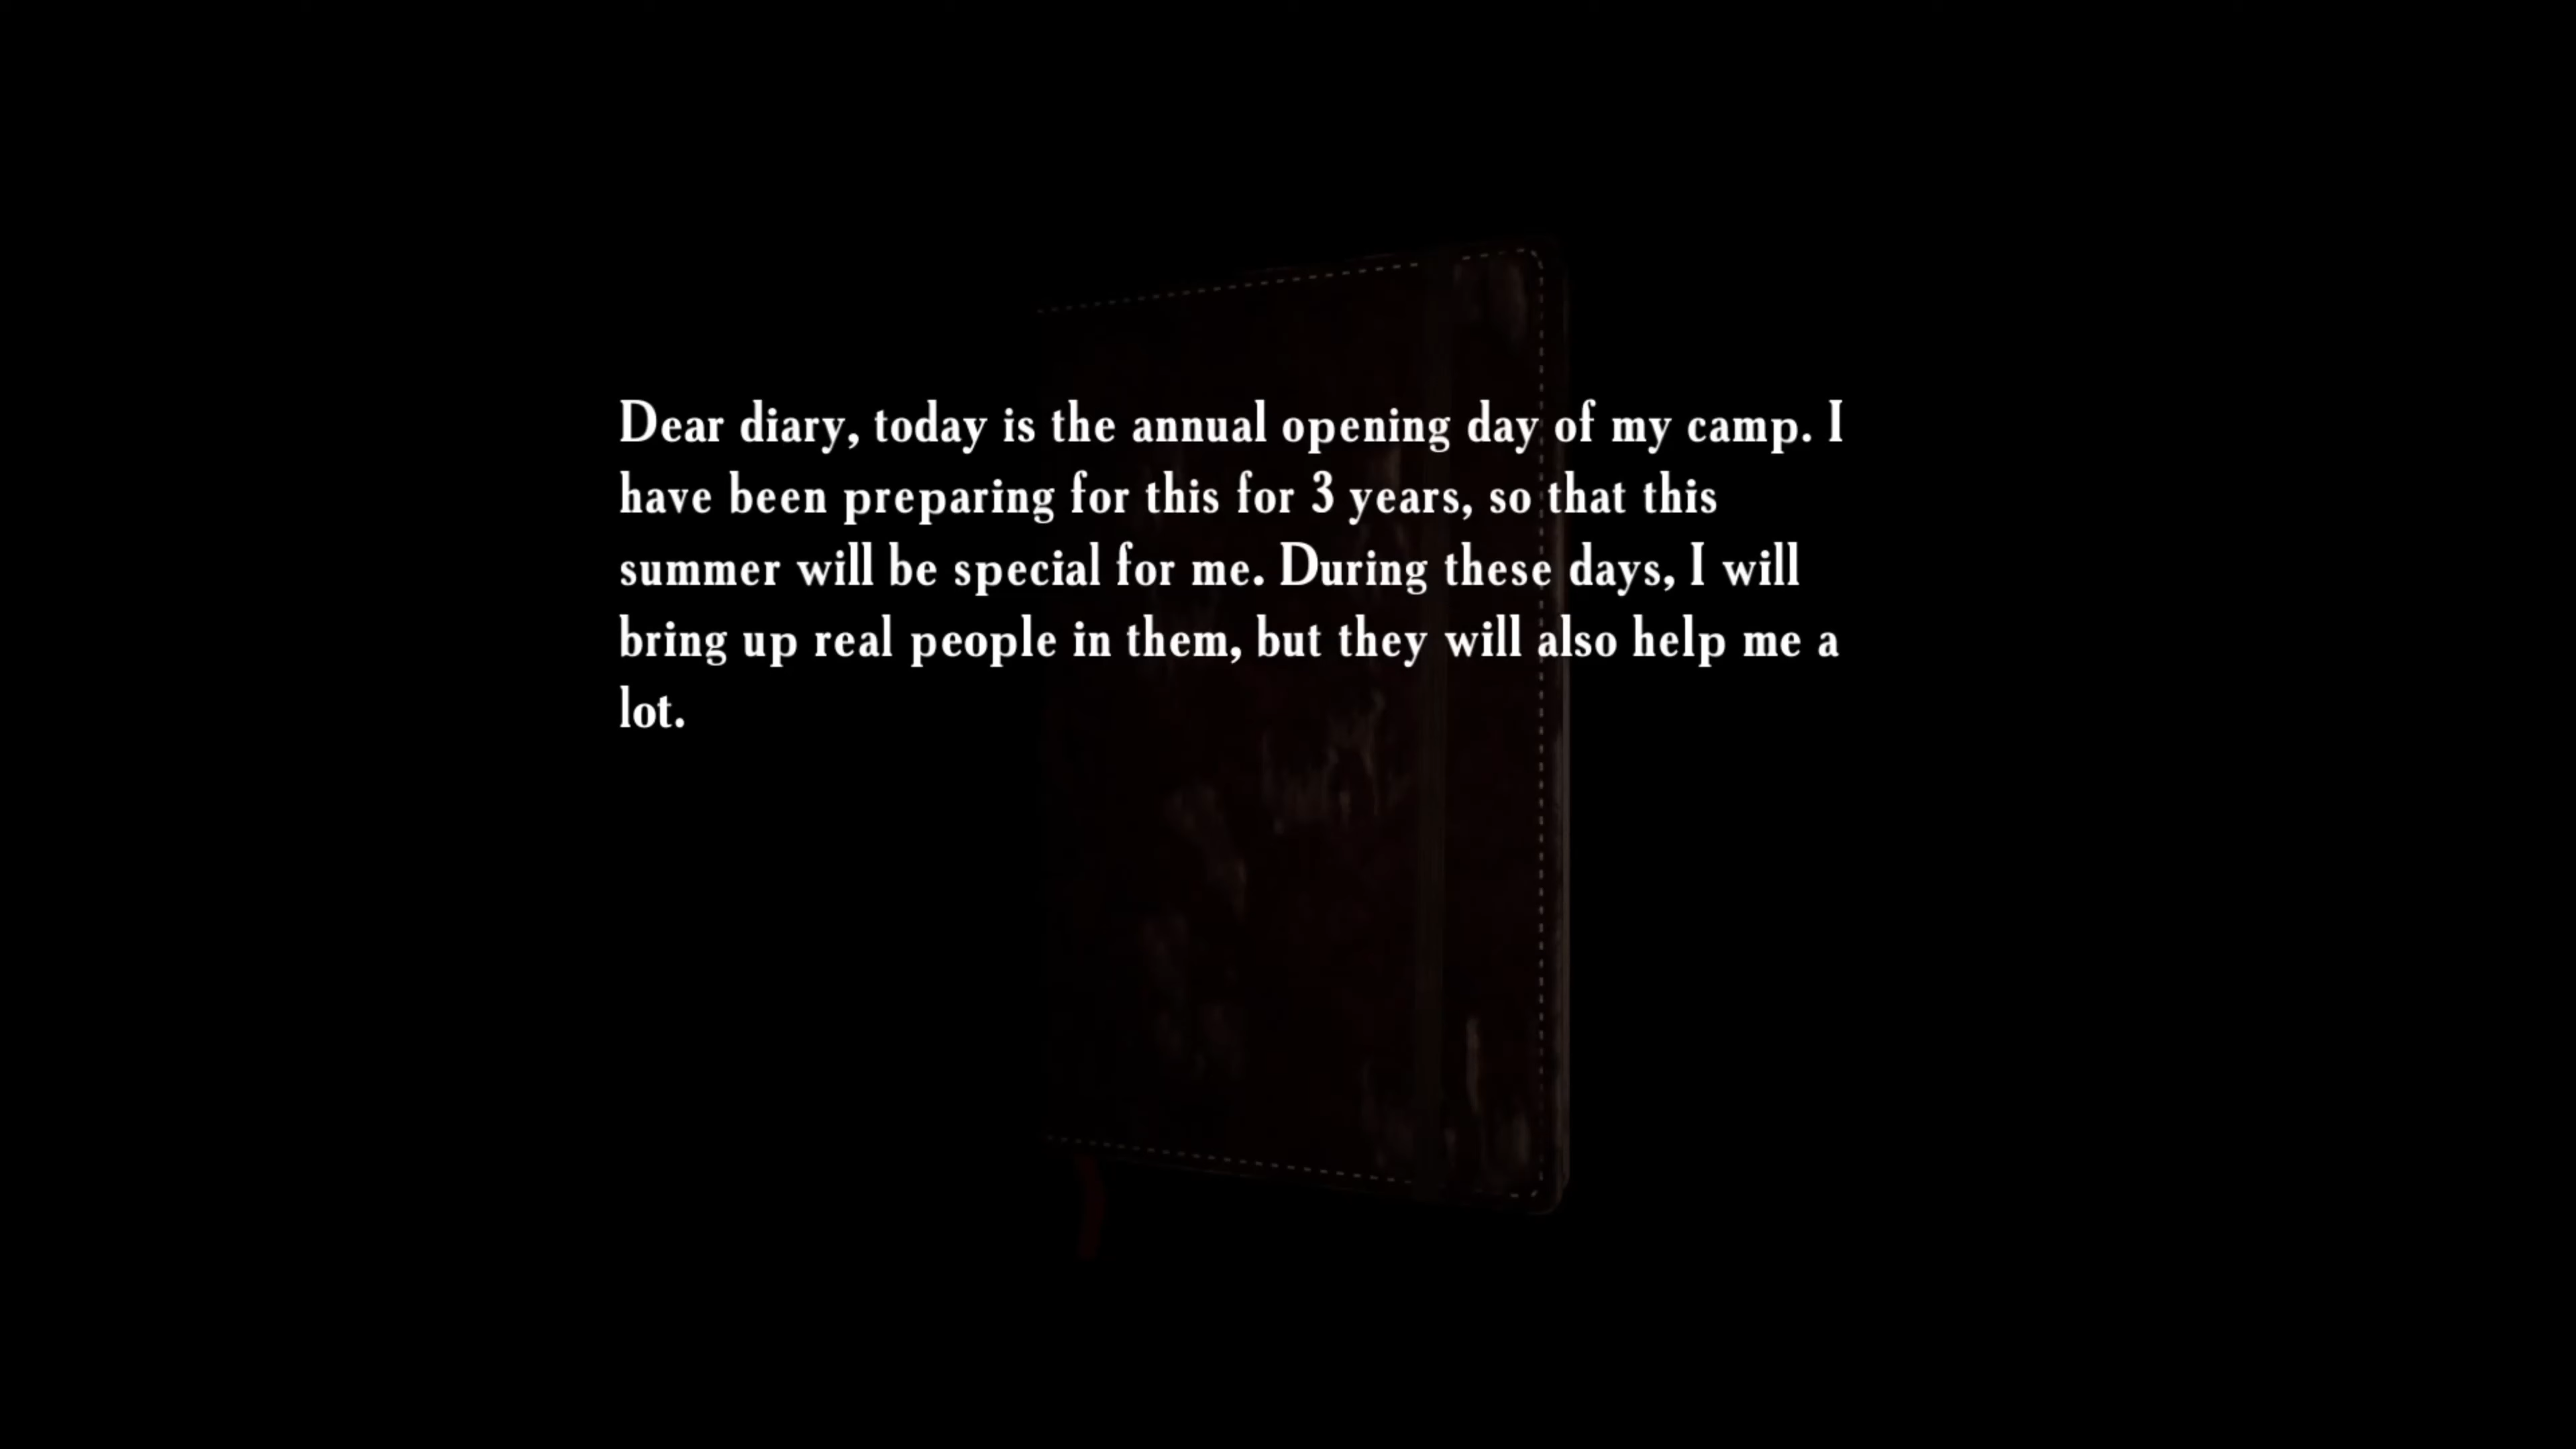 Dear diary, today is the annual opening day of my camp. I
have been preparing for this for 3 years, so that this
summer will be special for me. During these days, I will
bring up real people in them, but they will also help me a
lot.